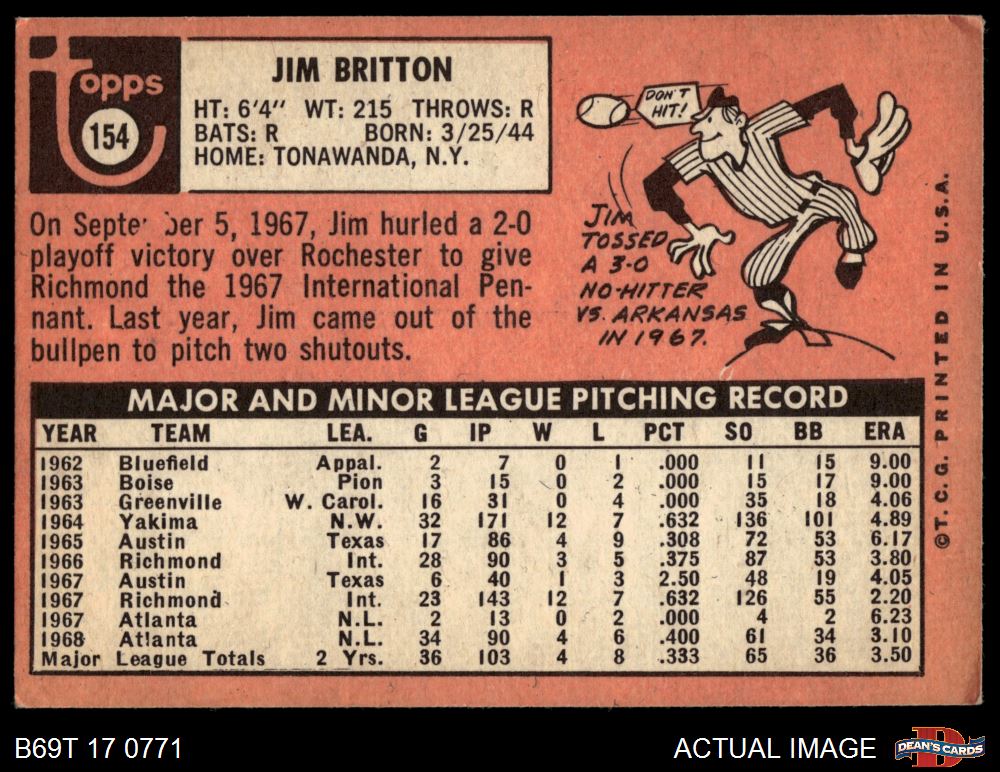 topps
154
JIM BRITTON
HT: 6'4" WT: 215 THROWS: R
BATS: R BORN: 3/25/44
HOME: TONAWANDA, N.Y.
On Septe ber 5, 1967, Jim hurled a 2-0
playoff victory over Rochester to give
Richmond the 1967 International Pen-
nant. Last year, Jim came out of the
bullpen to pitch two shutouts.
DON'T
HIT!
JIM
TOSSED
A 3-0
NO-HITTER
VS. ARKANSAS
IN 1967.
MAJOR AND MINOR LEAGUE PITCHING RECORD
YEAR TEAM LEA. G IP W L PCT SO BB ERA
1962 Bluefield Appal. 2 7 0 1 .000 11 15 9.00
1963 Boise Pion 3 15 0 2 .000 15 17 9.00
1963 Greenville W. Carol. 16 31 0 4 .000 35 18 4.06
1964 Yakima N.W. 32 171 12 7 .632 136 101 4.89
1965 Austin Texas 17 86 4 9 .308 72 53 6.17
1966 Richmond Int. 28 90 3 5 .375 87 53 3.80
1967 Austin Texas 6 40 1 3 2.50 48 19 4.05
1967 Richmond Int. 23 143 12 7 .632 126 55 2.20
1967 Atlanta N.L. 2 13 0 2 .000 4 2 6.23
1968 Atlanta N.L. 34 90 4 6 .400 61 34 3.10
Major League Totals 2 Yrs. 36 103 4 8 .333 65 36 3.50
©T.C.G. PRINTED IN U.S.A.
B69T 17 0771
ACTUAL IMAGE
DEAN'S CARDS